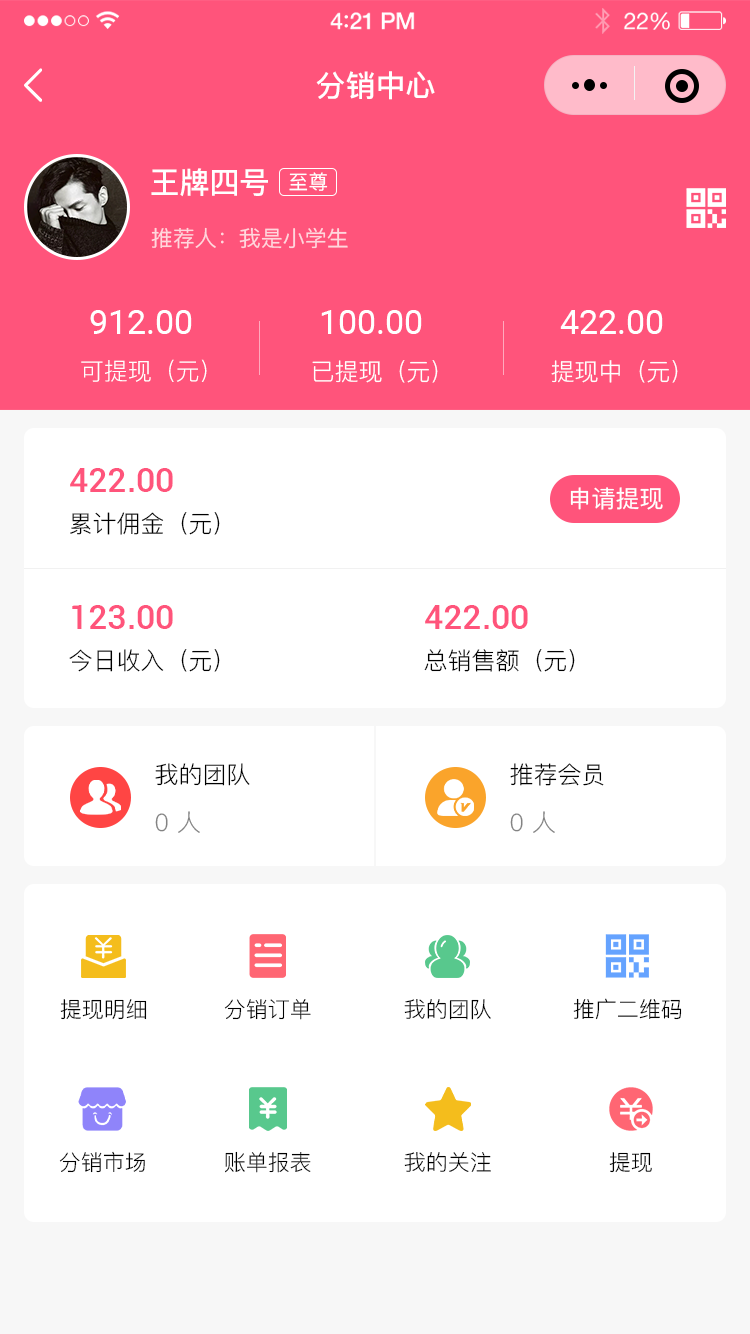 4:21 PM 22%
分销中心
王牌四号 至尊
推荐人：我是小学生
912.00 100.00 422.00
可提现（元） 已提现（元） 提现中（元）
422.00
累计佣金（元）
申请提现
123.00 422.00
今日收入（元） 总销售额（元）
我的团队 推荐会员
0 人 0 人
提现明细 分销订单 我的团队 推广二维码
分销市场 账单报表 我的关注 提现